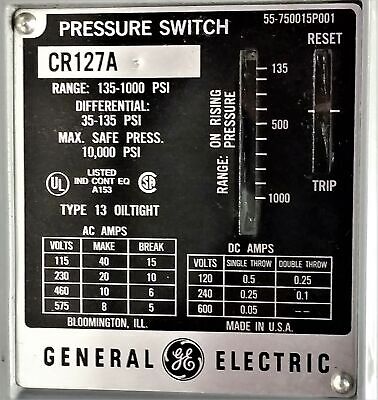 PRESSURE SWITCH
55-750015P001
CR127A
RANGE: 135-1000 PSI
DIFFERENTIAL:
35-135 PSI
MAX. SAFE PRESS.
10,000 PSI
UL
LISTED
IND CONT EQ
A153
SA
TYPE 13 OILTIGHT
RANGE: ON RISING
PRESSURE
135
500
1000
RESET
TRIP
AC AMPS
VOLTS MAKE BREAK
115 40 15
230 20 10
460 10 6
575 8 5
BLOOMINGTON, ILL.
DC AMPS
VOLTS SINGLE THROW DOUBLE THROW
120 0.5 0.25
240 0.25 0.1
600 0.05 --
MADE IN U.S.A.
GENERAL GE ELECTRIC